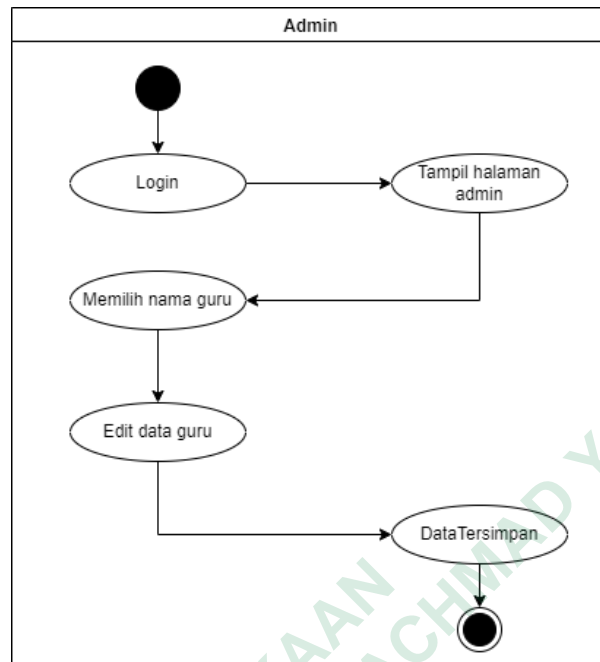 Admin
Login
Tampil halaman
admin
Memilih nama guru
Edit data guru
DataTersimpan